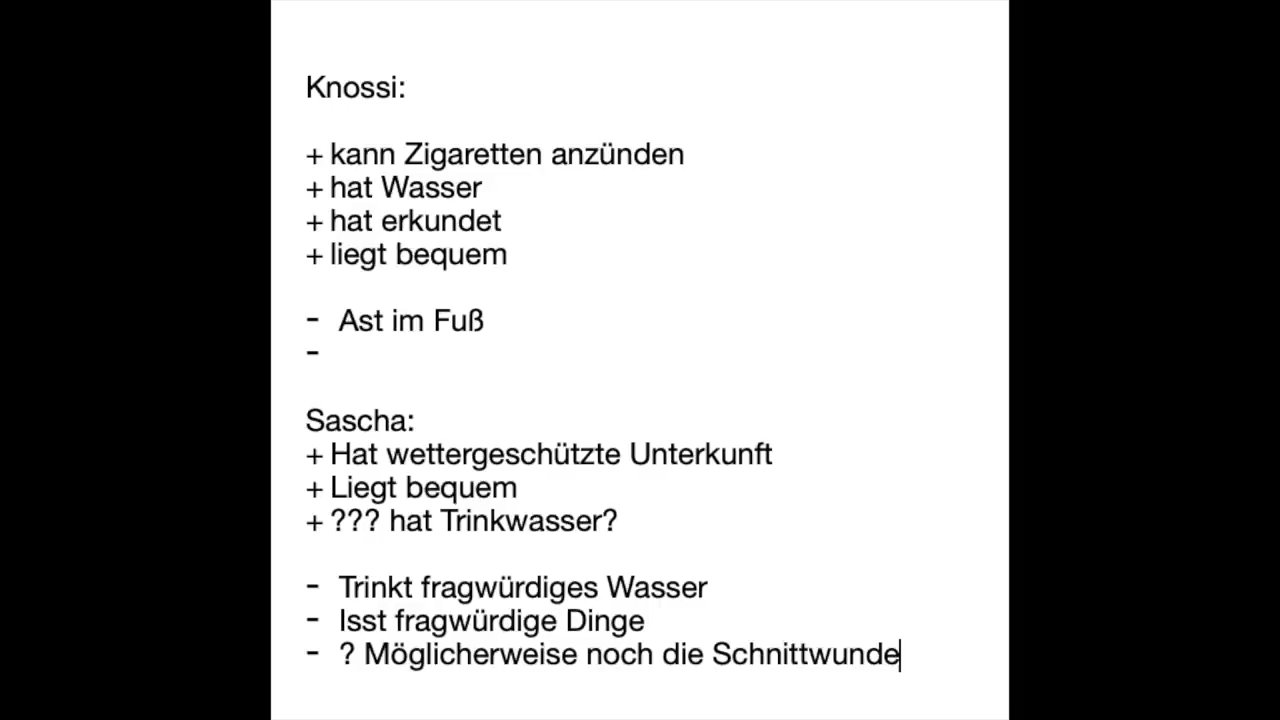 Knossi:
+ kann Zigaretten anzünden
+ hat Wasser
+ hat erkundet
+ liegt bequem
- Ast im Fuß
-
Sascha:
+ Hat wettergeschützte Unterkunft
+ Liegt bequem
+ ??? hat Trinkwasser?
- Trinkt fragwürdiges Wasser
- Isst fragwürdige Dinge
- ? Möglicherweise noch die Schnittwunde